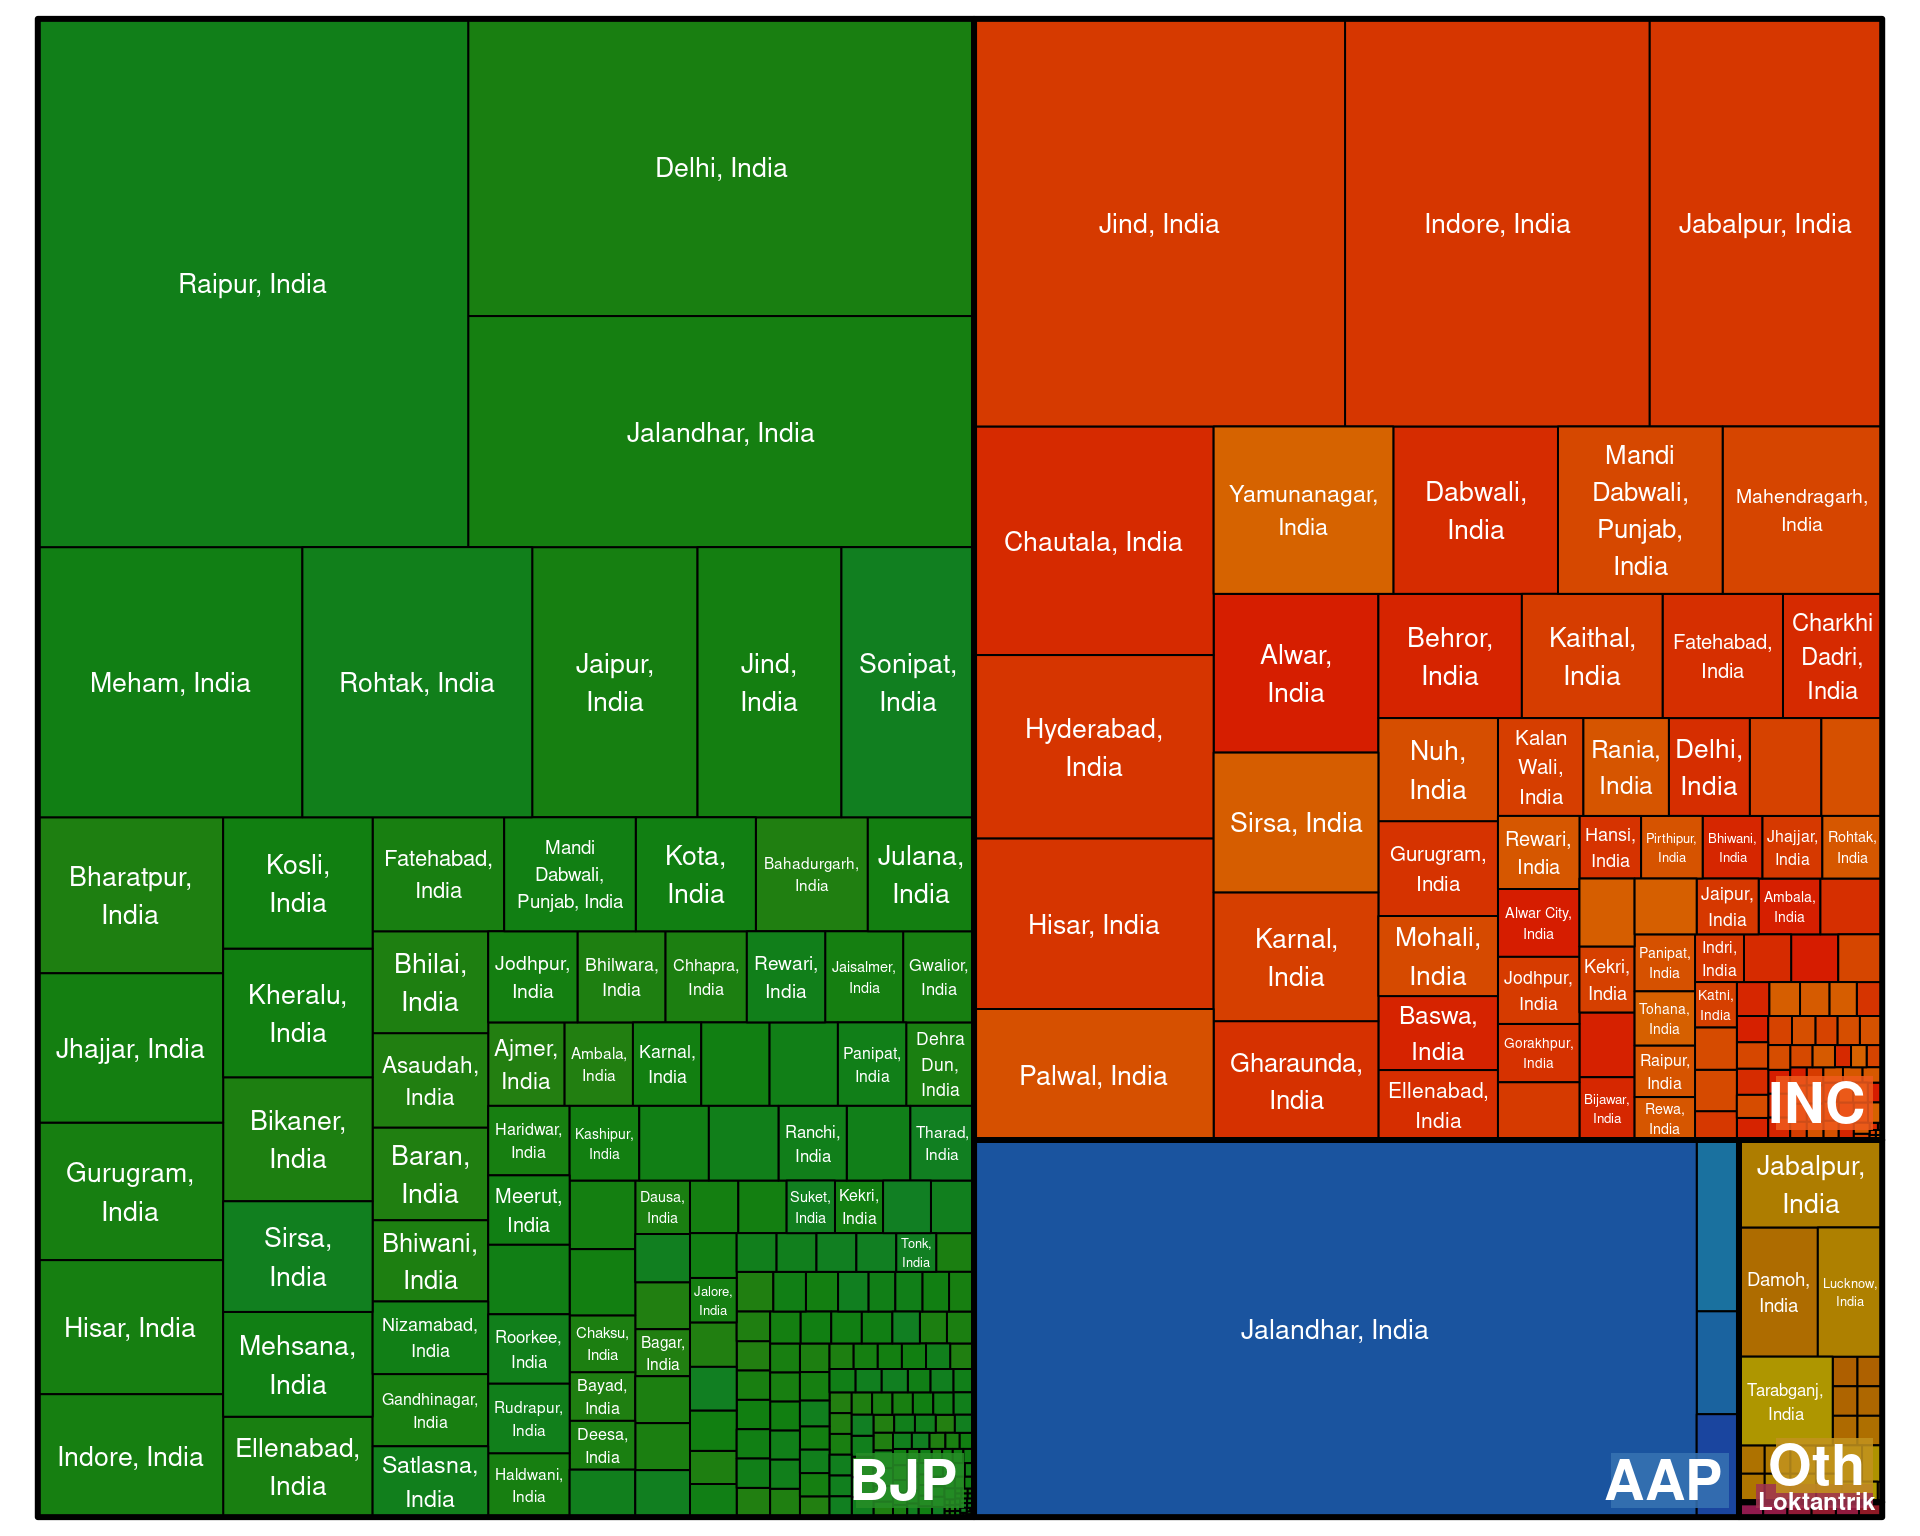 Raipur, India
Delhi, India
Jalandhar, India
Meham, India
Rohtak, India
Jaipur,
India
Jind,
India
Sonipat,
India
Bharatpur,
India
Jhajjar, India
Gurugram,
India
Hisar, India
Indore, India
Kosli,
India
Kheralu,
India
Bikaner,
India
Sirsa,
India
Mehsana,
India
Ellenabad,
India
Fatehabad,
India
Mandi
Dabwali,
Punjab, India
Kota,
India
Bahadurgarh,
India
Julana,
India
Bhilai,
India
Asaudah,
India
Baran,
India
Bhiwani,
India
Nizamabad,
India
Gandhinagar,
India
Satlasna,
India
Jodhpur,
India
Bhilwara,
India
Chhapra,
India
Rewari,
India
Jaisalmer,
India
Gwalior,
India
Ajmer,
India
Ambala,
India
Karnal,
India
Panipat,
India
Dehra
Dun,
India
Haridwar,
India
Kashipur,
India
Ranchi,
India
Tharad,
India
Meerut,
India
Dausa,
India
Suket,
India
Kekri,
India
Tonk,
India
Jalore,
India
Roorkee,
India
Chaksu,
India
Bagar,
India
Rudrapur,
India
Bayad,
India
Deesa,
India
Haldwani,
India
BJP
Jind, India
Indore, India
Jabalpur, India
Chautala, India
Hyderabad,
India
Hisar, India
Palwal, India
Yamunanagar,
India
Dabwali,
India
Mandi
Dabwali,
Punjab,
India
Mahendragarh,
India
Alwar,
India
Sirsa, India
Karnal,
India
Gharaunda,
India
Behror,
India
Kaithal,
India
Fatehabad,
India
Charkhi
Dadri,
India
Nuh,
India
Gurugram,
India
Mohali,
India
Baswa,
India
Ellenabad,
India
Kalan
Wali,
India
Rania,
India
Delhi,
India
Rewari,
India
Hansi,
India
Pirthipur,
India
Bhiwani,
India
Jhajjar,
India
Rohtak,
India
Alwar City,
India
Jaipur,
India
Ambala,
India
Jodhpur,
India
Kekri,
India
Panipat,
India
Indri,
India
Tohana,
India
Katni,
India
Gorakhpur,
India
Raipur,
India
Bijawar,
India
Rewa,
India
INC
Jalandhar, India
AAP
Jabalpur,
India
Damoh,
India
Lucknow,
India
Tarabganj,
India
Oth
Loktantrik